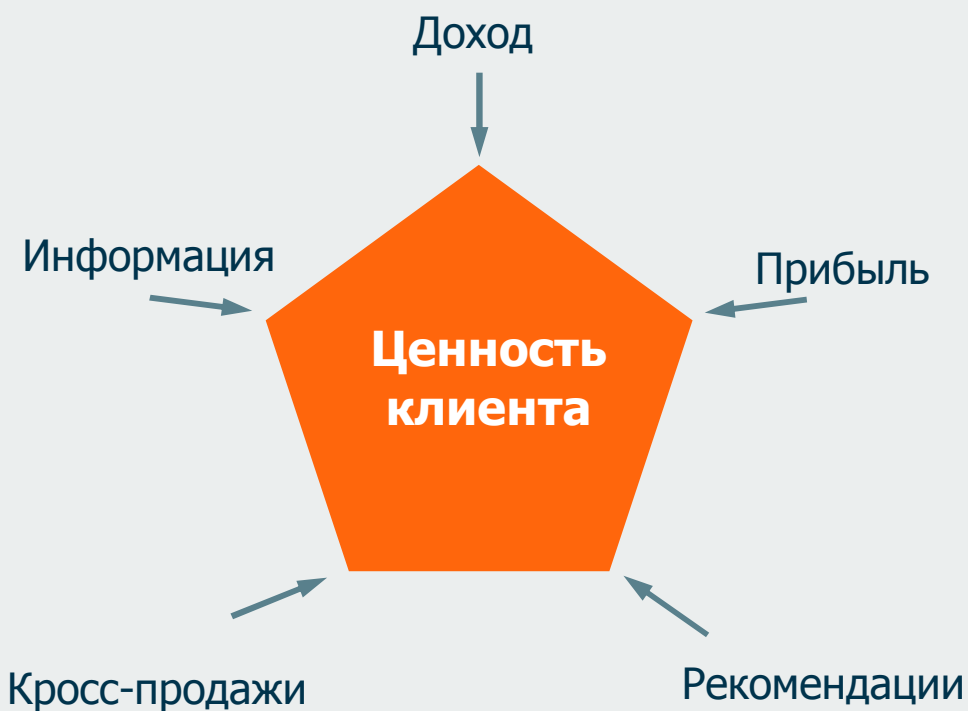 Доход
Информация
Прибыль
Ценность
клиента
Кросс-продажи
Рекомендации